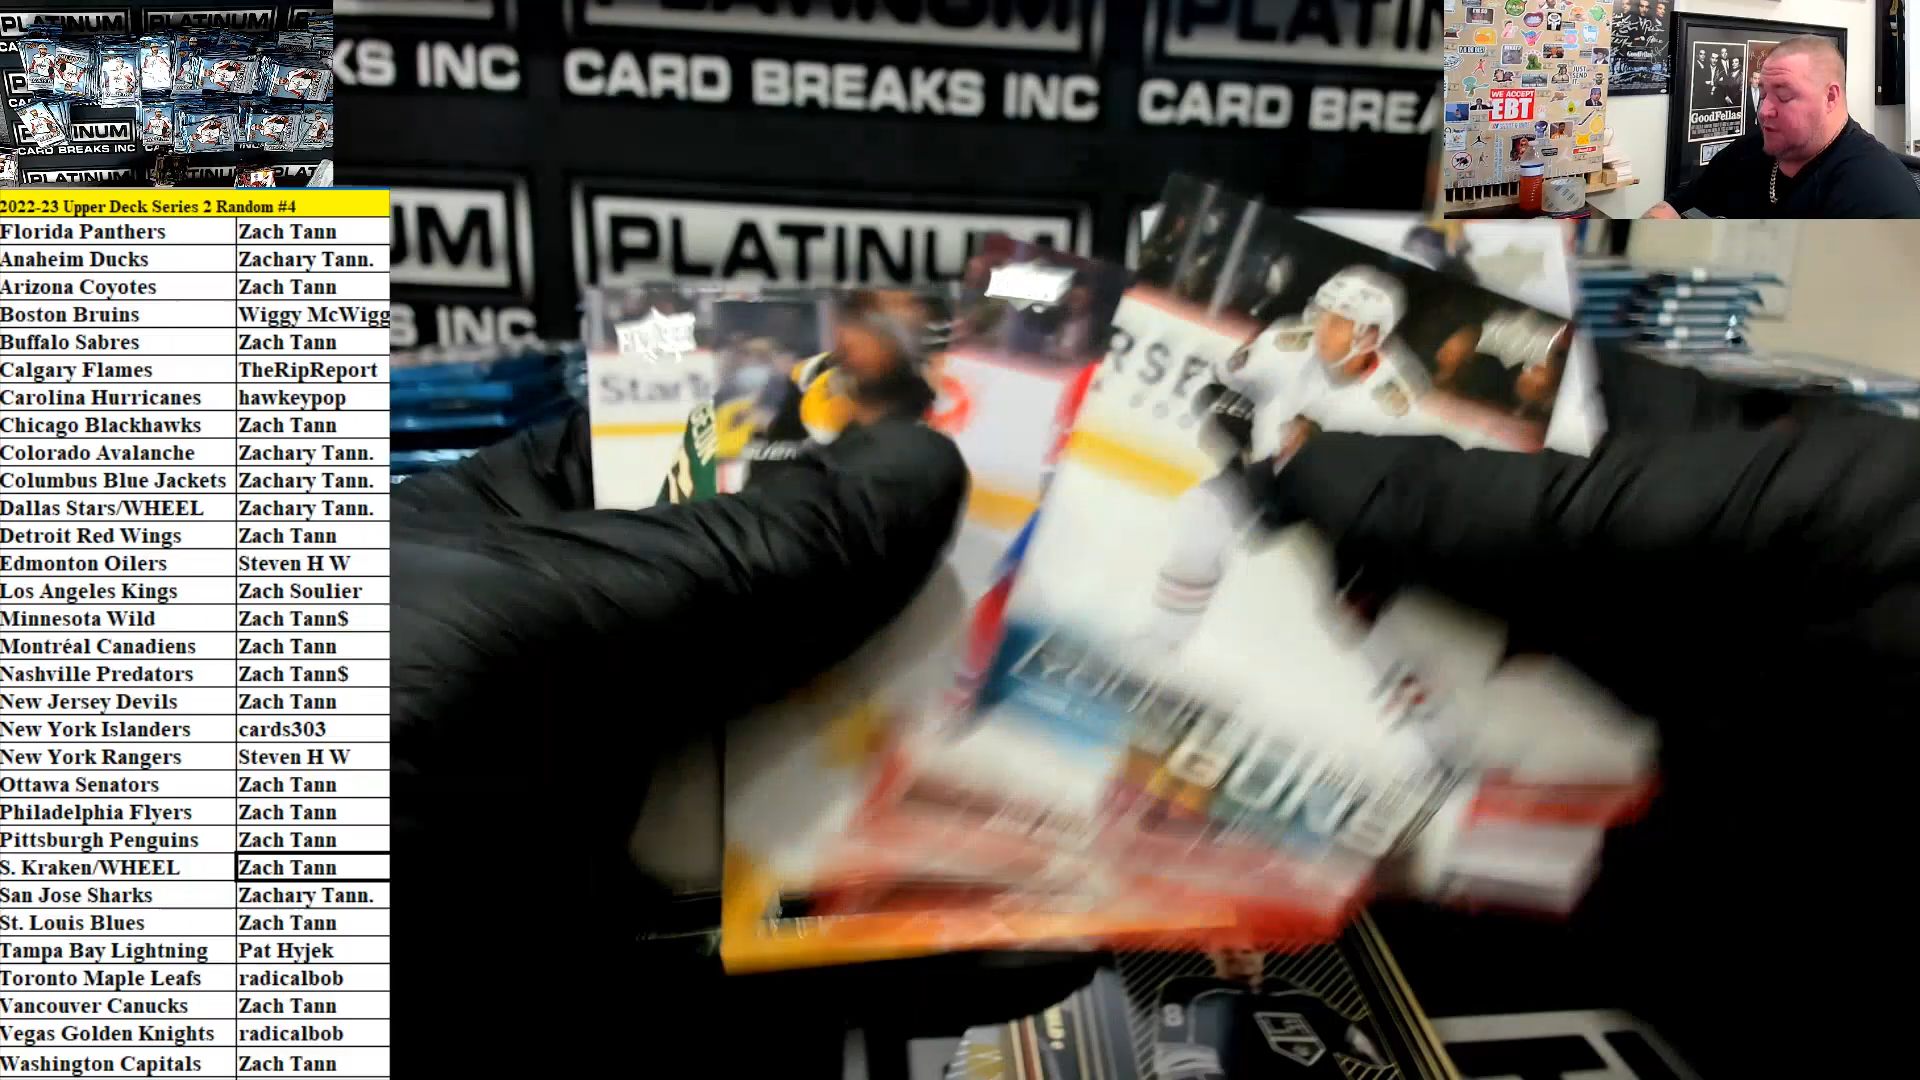 PLATINUM
CARD BREAKS INC
PLATINUM
2022-23 Upper Deck Series 2 Random #4
Florida Panthers Zach Tann
Anaheim Ducks Zachary Tann.
Arizona Coyotes Zach Tann
Boston Bruins Wiggy McWigg
Buffalo Sabres Zach Tann
Calgary Flames TheRipReport
Carolina Hurricanes hawkeypop
Chicago Blackhawks Zach Tann
Colorado Avalanche Zachary Tann.
Columbus Blue Jackets Zachary Tann.
Dallas Stars/WHEEL Zachary Tann.
Detroit Red Wings Zach Tann
Edmonton Oilers Steven H W
Los Angeles Kings Zach Soulier
Minnesota Wild Zach Tann$
Montréal Canadiens Zach Tann
Nashville Predators Zach Tann$
New Jersey Devils Zach Tann
New York Islanders cards303
New York Rangers Steven H W
Ottawa Senators Zach Tann
Philadelphia Flyers Zach Tann
Pittsburgh Penguins Zach Tann
S. Kraken/WHEEL Zach Tann
San Jose Sharks Zachary Tann.
St. Louis Blues Zach Tann
Tampa Bay Lightning Pat Hyjek
Toronto Maple Leafs radicalbob
Vancouver Canucks Zach Tann
Vegas Golden Knights radicalbob
Washington Capitals Zach Tann
PLATINUM
KS INC CARD BREAKS INC CARD BREA
UM PLATINUM
S INC
YOUNG GUNS
WE ACCEPT
EBT
GoodFellas